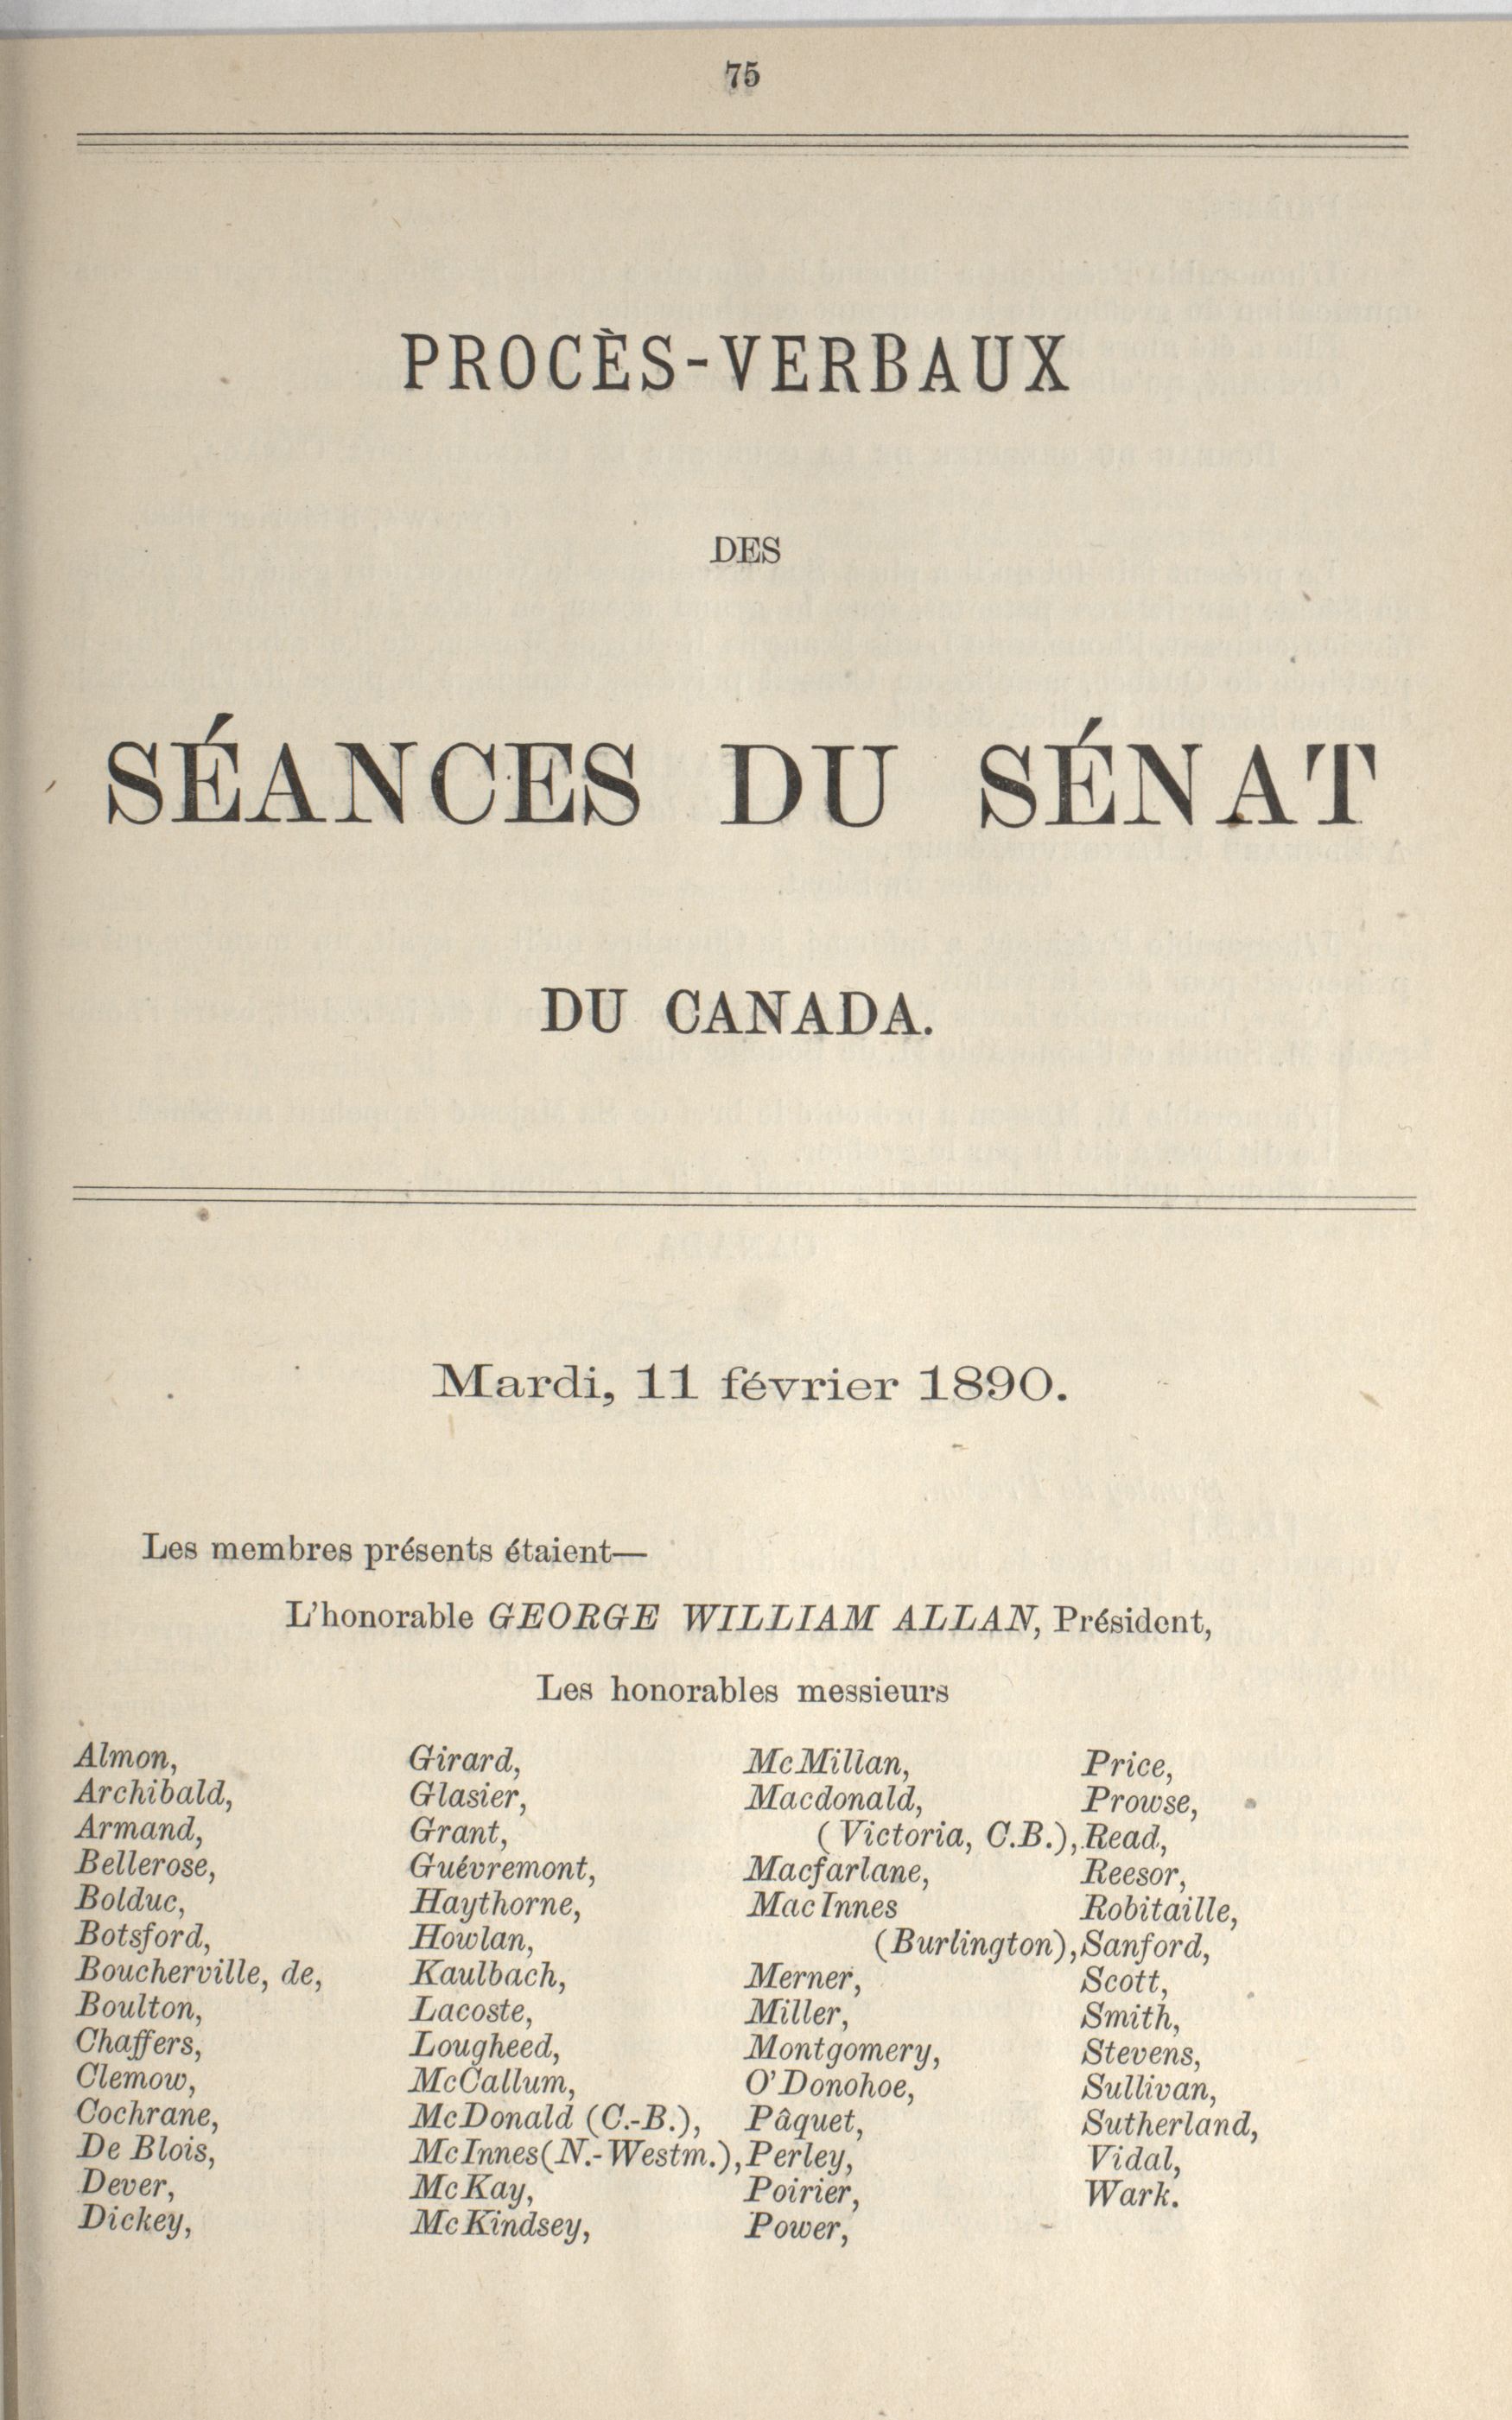 75
PROCÈS-VERBAUX
DES
SÉANCES DU SÉNAT
DU CANADA.
Mardi, 11 février 1890.
Les membres présents étaient—
L'honorable GEORGE WILLIAM ALLAN, Président,
Les honorables messieurs
Almon,
Archibald,
Armand,
Bellerose,
Bolduc,
Botsford,
Boucherville, de,
Boulton,
Chaffers,
Clemow,
Cochrane,
De Blois,
Dever,
Dickey,
Girard,
Glasier,
Grant,
Guévremont,
Haythorne,
Howlan,
Kaulbach,
Lacoste,
Lougheed,
McCallum,
McDonald (C.-B.),
McInnes(N.-Westm.),
McKay,
McKindsey,
McMillan,
Macdonald,
(Victoria, C.B.),
Macfarlane,
MacInnes
(Burlington),
Merner,
Miller,
Montgomery,
O'Donohoe,
Pâquet,
Perley,
Poirier,
Power,
Price,
Prowse,
Read,
Reesor,
Robitaille,
Sanford,
Scott,
Smith,
Stevens,
Sullivan,
Sutherland,
Vidal,
Wark.